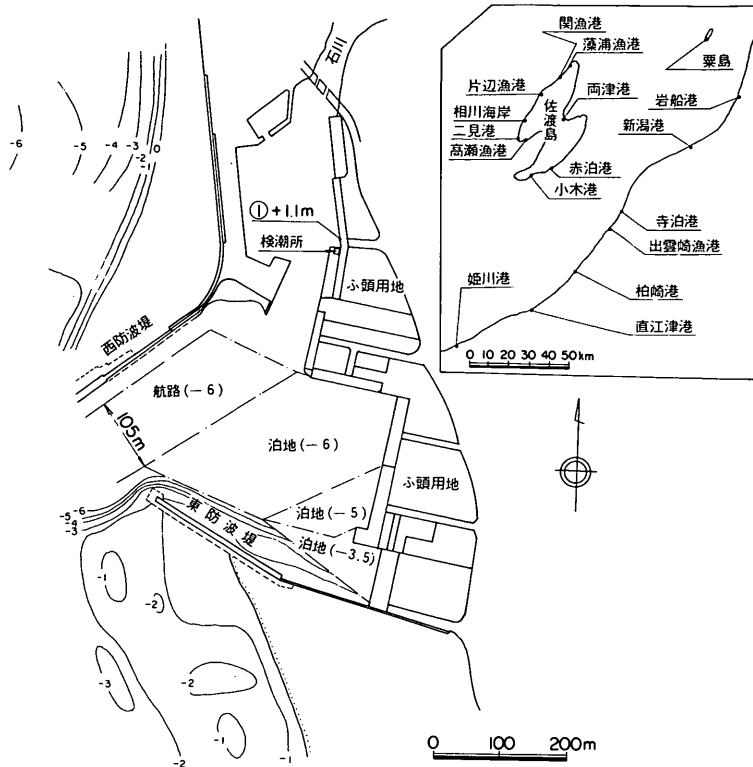 石川
① +1.1m
検潮所
ふ頭用地
西防波堤
航路(-6)
105m
泊地(-6)
ふ頭用地
泊地(-5)
泊地(-3.5)
東防波堤
-6
-5
-4
-3
-2
-1
0
-6
-5
-4
-3
-1
-2
-3
-2
-1
-2
-1
0 100 200m
関漁港
藻浦漁港
粟島
片辺漁港
両津港
岩船港
相川海岸
佐渡島
二見港
新潟港
高瀬漁港
赤泊港
小木港
寺泊港
出雲崎漁港
姫川港
柏崎港
直江津港
0 10 20 30 40 50km